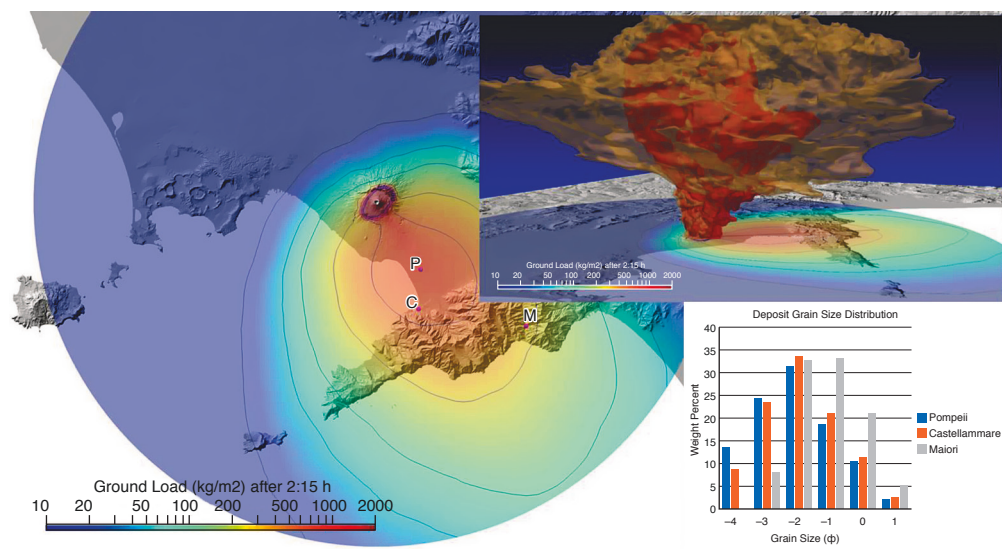 P
C
M
Ground Load (kg/m2) after 2:15 h
10 20 50 100 200 500 1000 2000
Ground Load (kg/m2) after 2:15 h
10 20 50 100 200 500 1000 2000
Deposit Grain Size Distribution
Weight Percent
40
35
30
25
20
15
10
5
0
–4 –3 –2 –1 0 1
Grain Size (ϕ)
Pompeii
Castellammare
Maiori